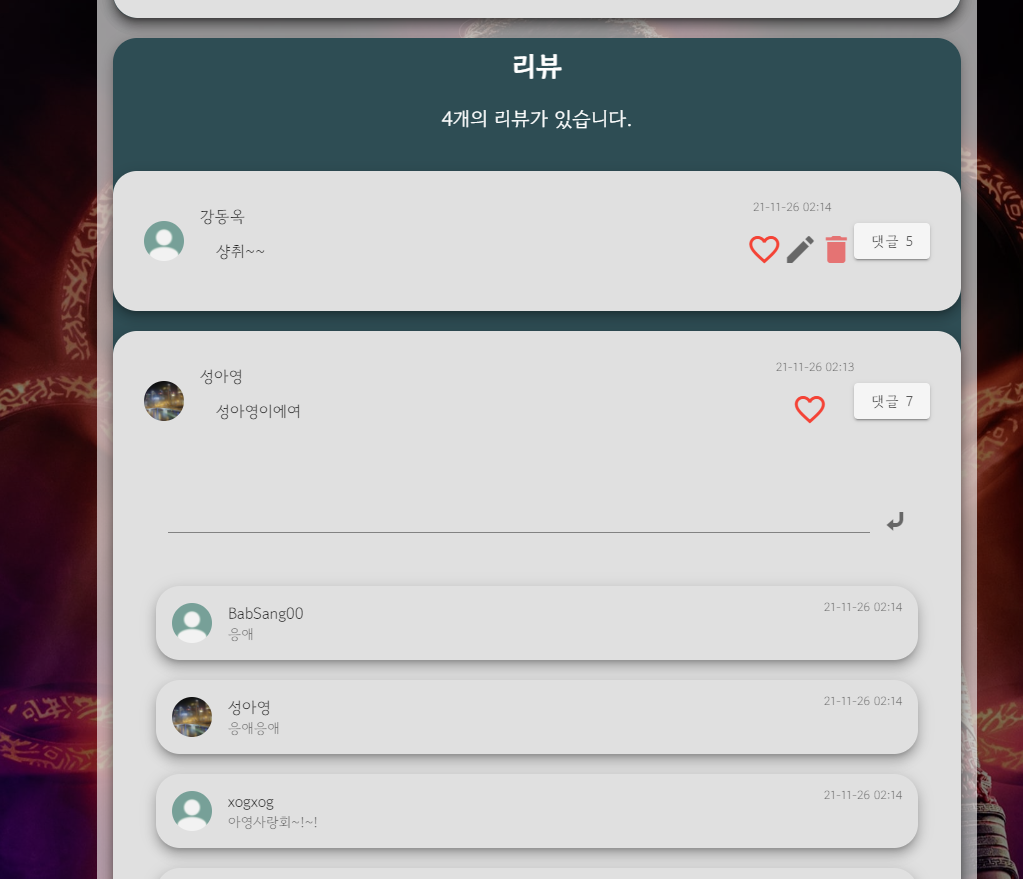 리뷰
4개의 리뷰가 있습니다.
강동옥
21-11-26 02:14
샹취~~
댓글 5
성아영
21-11-26 02:13
성아영이에여
댓글 7
BabSang00
21-11-26 02:14
응애
성아영
21-11-26 02:14
응애응애
xogxog
21-11-26 02:14
아영사랑회~!~!